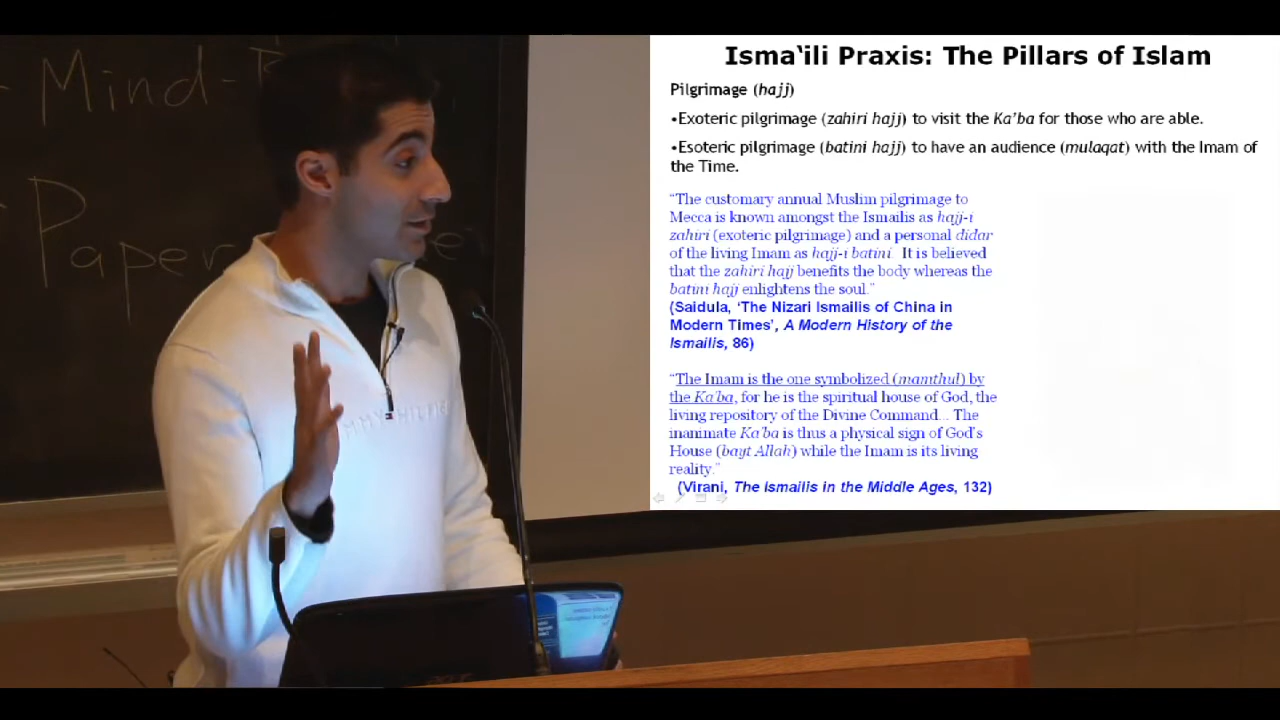 Mind-
P
Paper
Isma‘ili Praxis: The Pillars of Islam
Pilgrimage (hajj)
•Exoteric pilgrimage (zahiri hajj) to visit the Ka’ba for those who are able.
•Esoteric pilgrimage (batini hajj) to have an audience (mulaqat) with the Imam of
the Time.
“The customary annual Muslim pilgrimage to
Mecca is known amongst the Ismailis as hajj-i
zahiri (exoteric pilgrimage) and a personal didar
of the living Imam as hajj-i batini. It is believed
that the zahiri hajj benefits the body whereas the
batini hajj enlightens the soul.”
(Saidula, ‘The Nizari Ismailis of China in
Modern Times’, A Modern History of the
Ismailis, 86)
“The Imam is the one symbolized (mamthul) by
the Ka’ba, for he is the spiritual house of God, the
living repository of the Divine Command... The
inanimate Ka’ba is thus a physical sign of God’s
House (bayt Allah) while the Imam is its living
reality.”
(Virani, The Ismailis in the Middle Ages, 132)